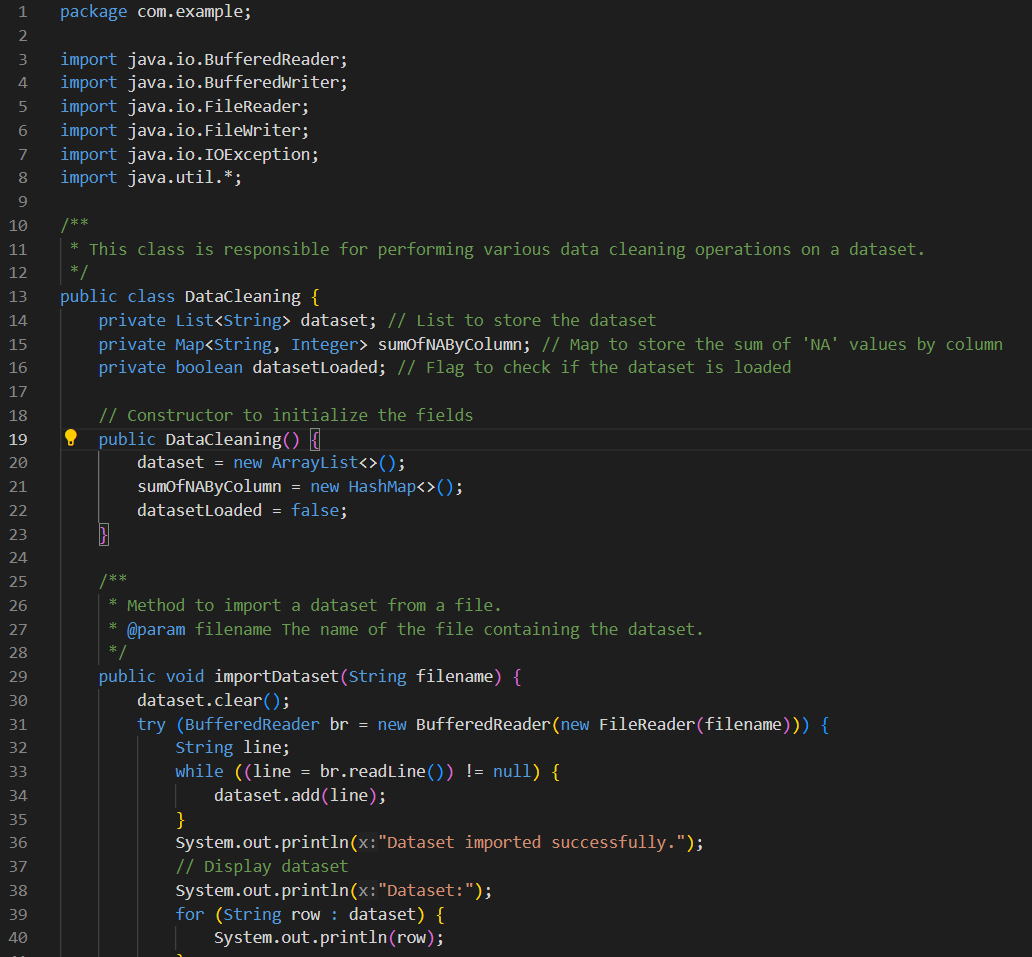 1 package com.example;
2
3 import java.io.BufferedReader;
4 import java.io.BufferedWriter;
5 import java.io.FileReader;
6 import java.io.FileWriter;
7 import java.io.IOException;
8 import java.util.*;
9
10 /**
11  * This class is responsible for performing various data cleaning operations on a dataset.
12  */
13 public class DataCleaning {
14     private List<String> dataset; // List to store the dataset
15     private Map<String, Integer> sumOfNAByColumn; // Map to store the sum of 'NA' values by column
16     private boolean datasetLoaded; // Flag to check if the dataset is loaded
17
18     // Constructor to initialize the fields
19     public DataCleaning() {
20         dataset = new ArrayList<>();
21         sumOfNAByColumn = new HashMap<>();
22         datasetLoaded = false;
23     }
24
25     /**
26      * Method to import a dataset from a file.
27      * @param filename The name of the file containing the dataset.
28      */
29     public void importDataset(String filename) {
30         dataset.clear();
31         try (BufferedReader br = new BufferedReader(new FileReader(filename))) {
32             String line;
33             while ((line = br.readLine()) != null) {
34                 dataset.add(line);
35             }
36             System.out.println(x:"Dataset imported successfully.");
37             // Display dataset
38             System.out.println(x:"Dataset:");
39             for (String row : dataset) {
40                 System.out.println(row);